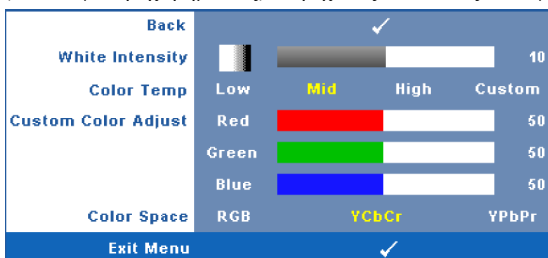 Back
White Intensity 10
Color Temp Low Mid High Custom
Custom Color Adjust Red 50
Green 50
Blue 50
Color Space RGB YCbCr YPbPr
Exit Menu